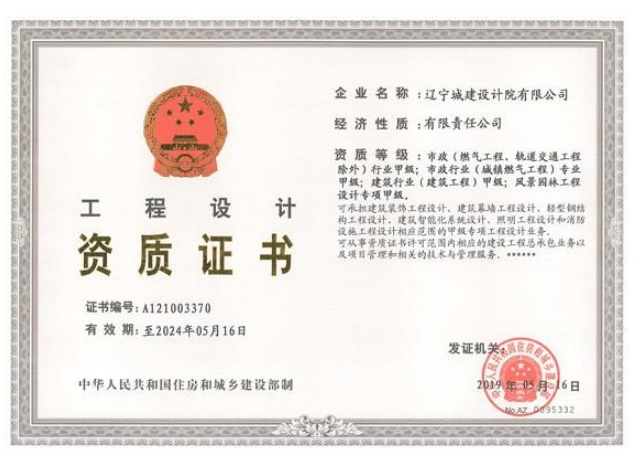 企业名称：辽宁城建设计院有限公司
经济性质：有限责任公司
资质等级：市政（燃气工程、轨道交通工程
除外）行业甲级；市政行业（城镇燃气工程）专业
甲级；建筑行业（建筑工程）甲级；风景园林工程
设计专项甲级。
可承担建筑装饰工程设计、建筑幕墙工程设计、轻型钢结
构工程设计、建筑智能化系统设计、照明工程设计和消防
设施工程设计相应范围的甲级专项工程设计业务。
可从事资质证书许可范围内相应的建设工程总承包业务以
及项目管理和相关的技术与管理服务。******
工程设计
资质证书
证书编号：A121003370
有效期：至2024年05月16日
中华人民共和国住房和城乡建设部制
发证机关：
2019年05月16日
No.AZ 0095332